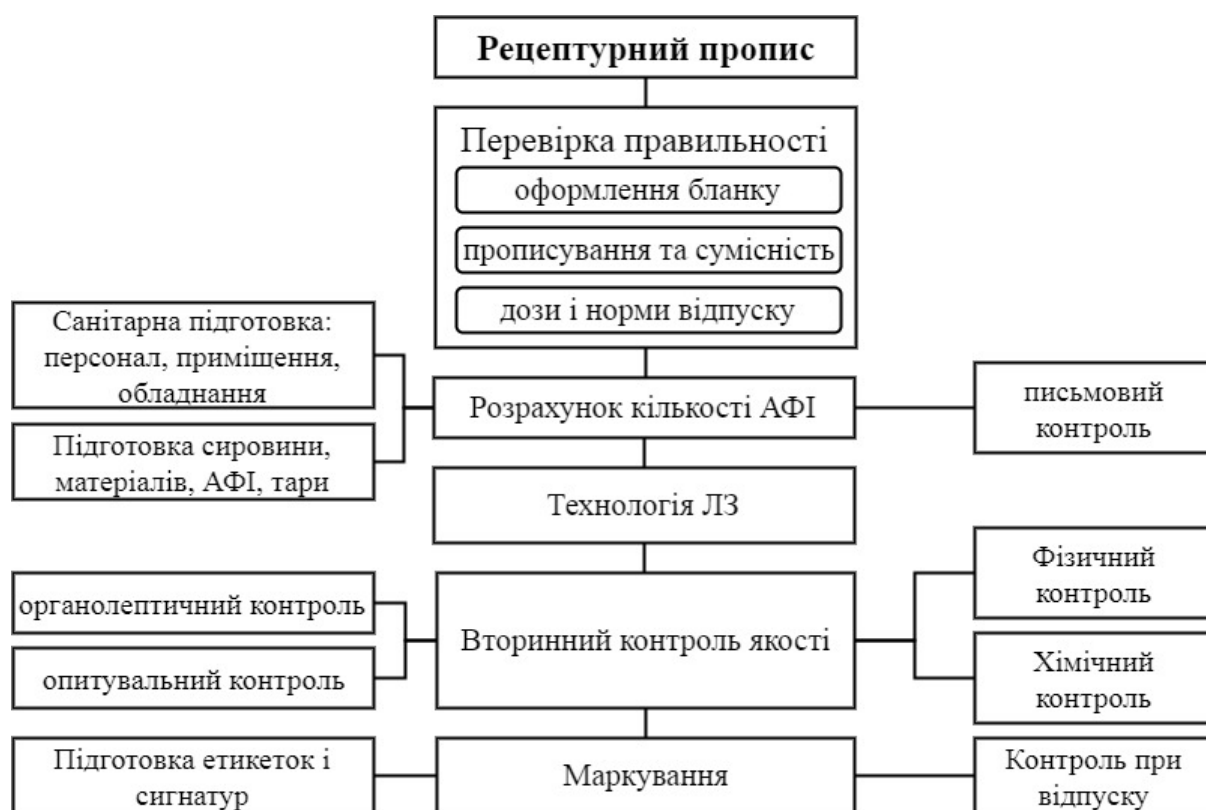 Рецептурний пропис
Перевірка правильності
оформлення бланку
прописування та сумісність
дози і норми відпуску
Санітарна підготовка:
персонал, приміщення,
обладнання
Підготовка сировини,
матеріалів, АФІ, тари
Розрахунок кількості АФІ
письмовий
контроль
Технологія ЛЗ
органолептичний контроль
опитувальний контроль
Вторинний контроль якості
Фізичний
контроль
Хімічний
контроль
Підготовка етикеток і
сигнатур
Маркування
Контроль при
відпуску